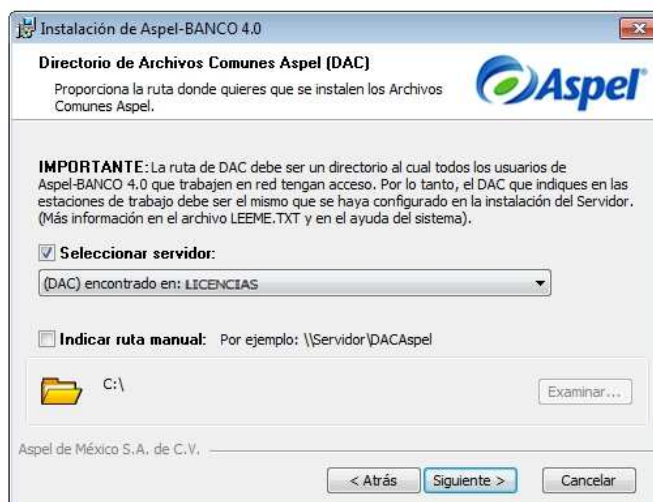 Instalación de Aspel-BANCO 4.0
Directorio de Archivos Comunes Aspel (DAC)
Proporciona la ruta donde quieres que se instalen los Archivos
Comunes Aspel.
Aspel
IMPORTANTE: La ruta de DAC debe ser un directorio al cual todos los usuarios de
Aspel-BANCO 4.0 que trabajen en red tengan acceso. Por lo tanto, el DAC que indiques en las
estaciones de trabajo debe ser el mismo que se haya configurado en la instalación del Servidor.
(Más información en el archivo LEEME.TXT y en el ayuda del sistema).
Seleccionar servidor:
(DAC) encontrado en: LICENCIAS
Indicar ruta manual: Por ejemplo: \\Servidor\DACAspel
C:\
Examinar...
Aspel de México S.A. de C.V.
< Atrás
Siguiente >
Cancelar